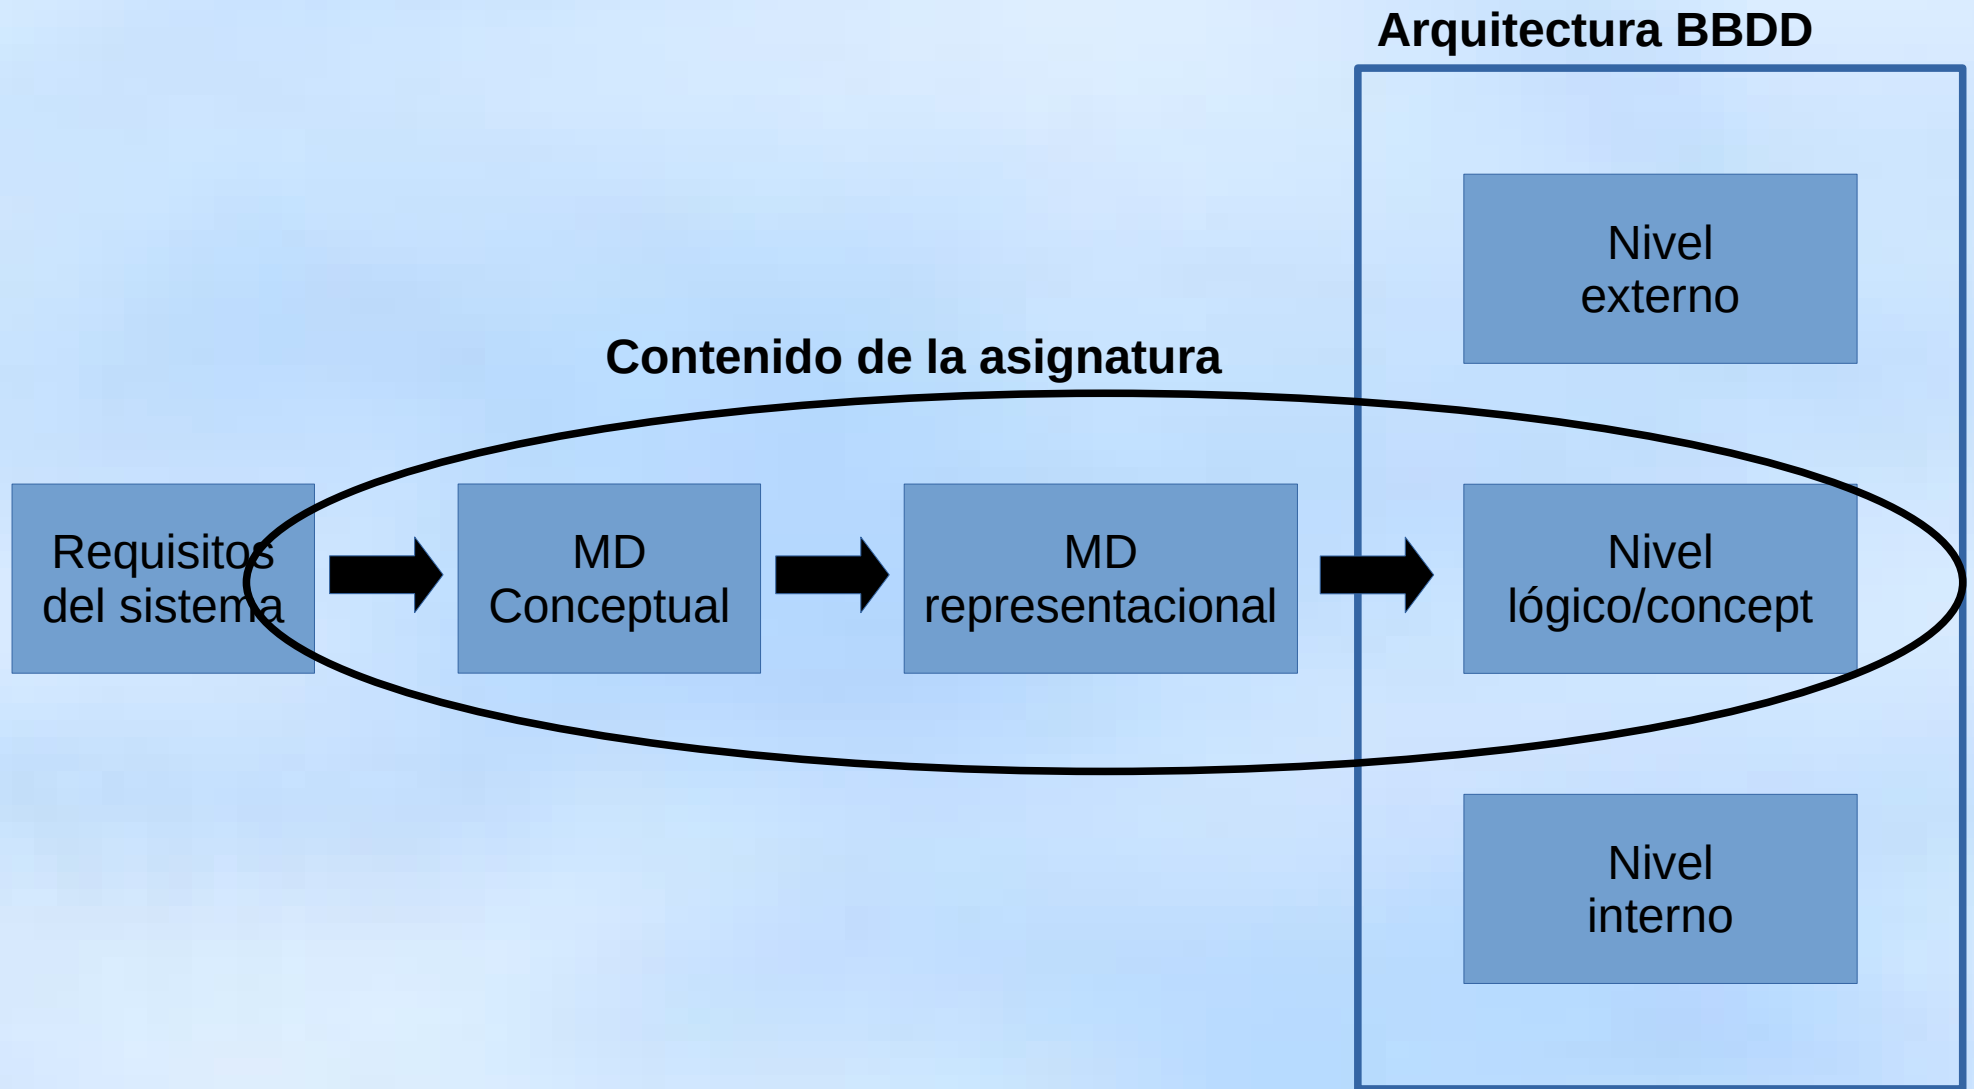 Arquitectura BBDD
Nivel
externo
Contenido de la asignatura
Requisitos
del sistema
MD
Conceptual
MD
representacional
Nivel
lógico/concept
Nivel
interno